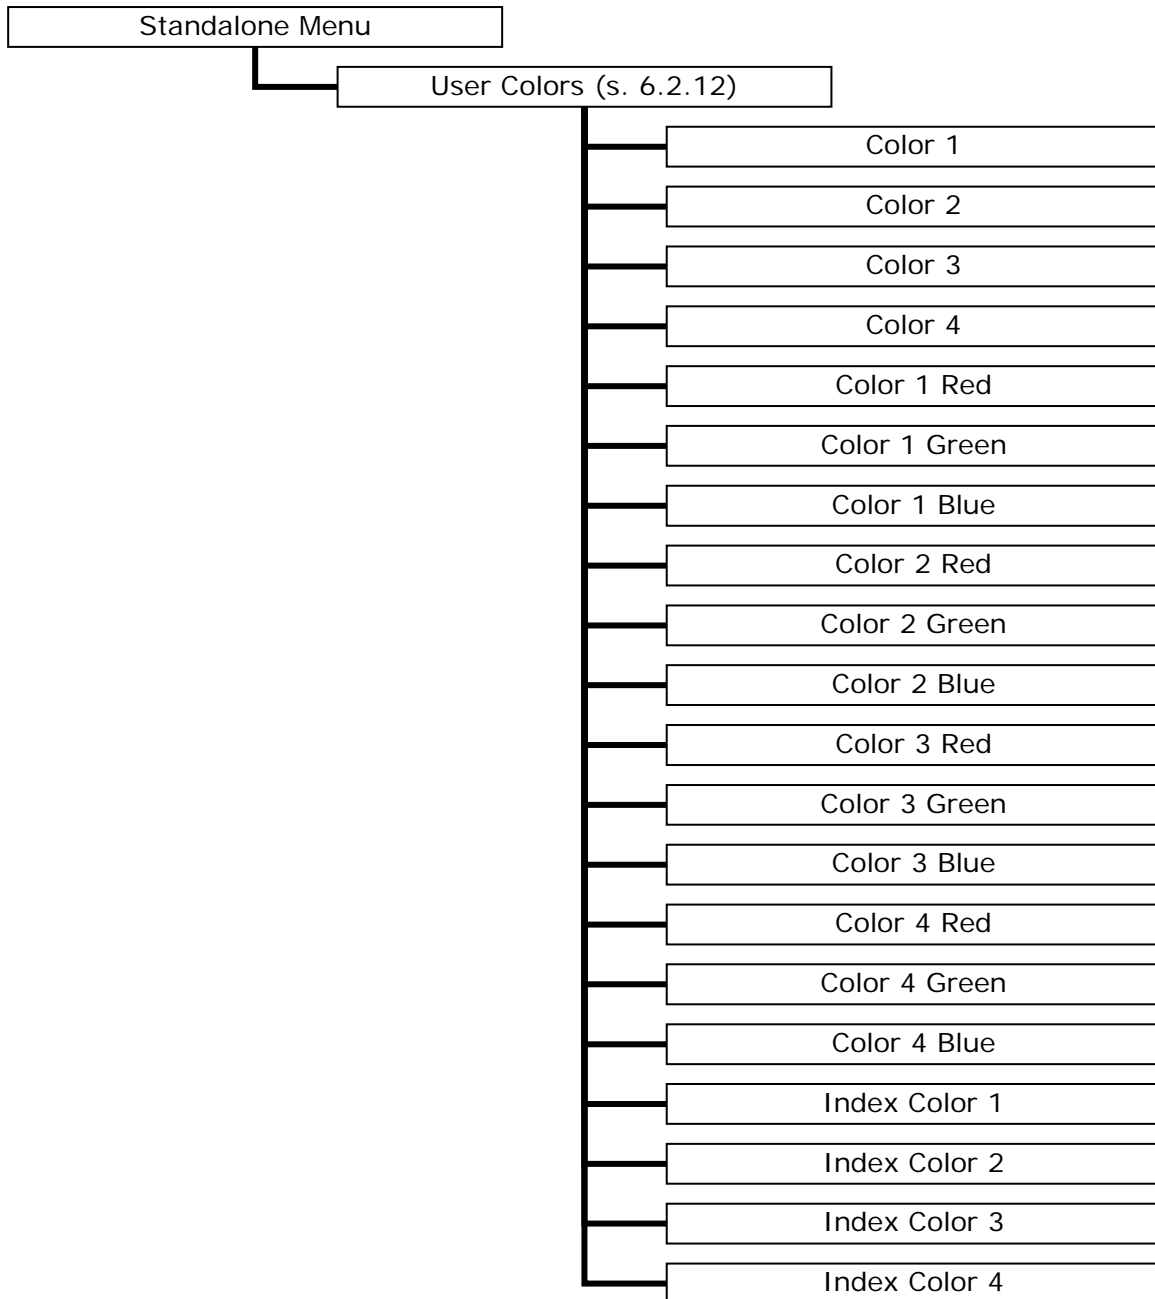 Standalone Menu
User Colors (s. 6.2.12)
Color 1
Color 2
Color 3
Color 4
Color 1 Red
Color 1 Green
Color 1 Blue
Color 2 Red
Color 2 Green
Color 2 Blue
Color 3 Red
Color 3 Green
Color 3 Blue
Color 4 Red
Color 4 Green
Color 4 Blue
Index Color 1
Index Color 2
Index Color 3
Index Color 4